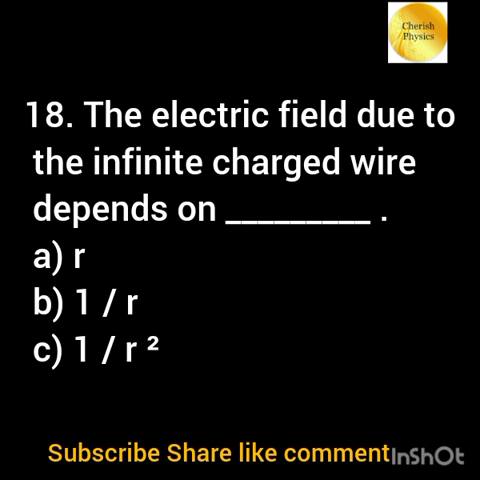 Cherish
Physics
18. The electric field due to
the infinite charged wire
depends on _________ .
a) r
b) 1 / r
c) 1 / r ²
Subscribe Share like comment
InShOt